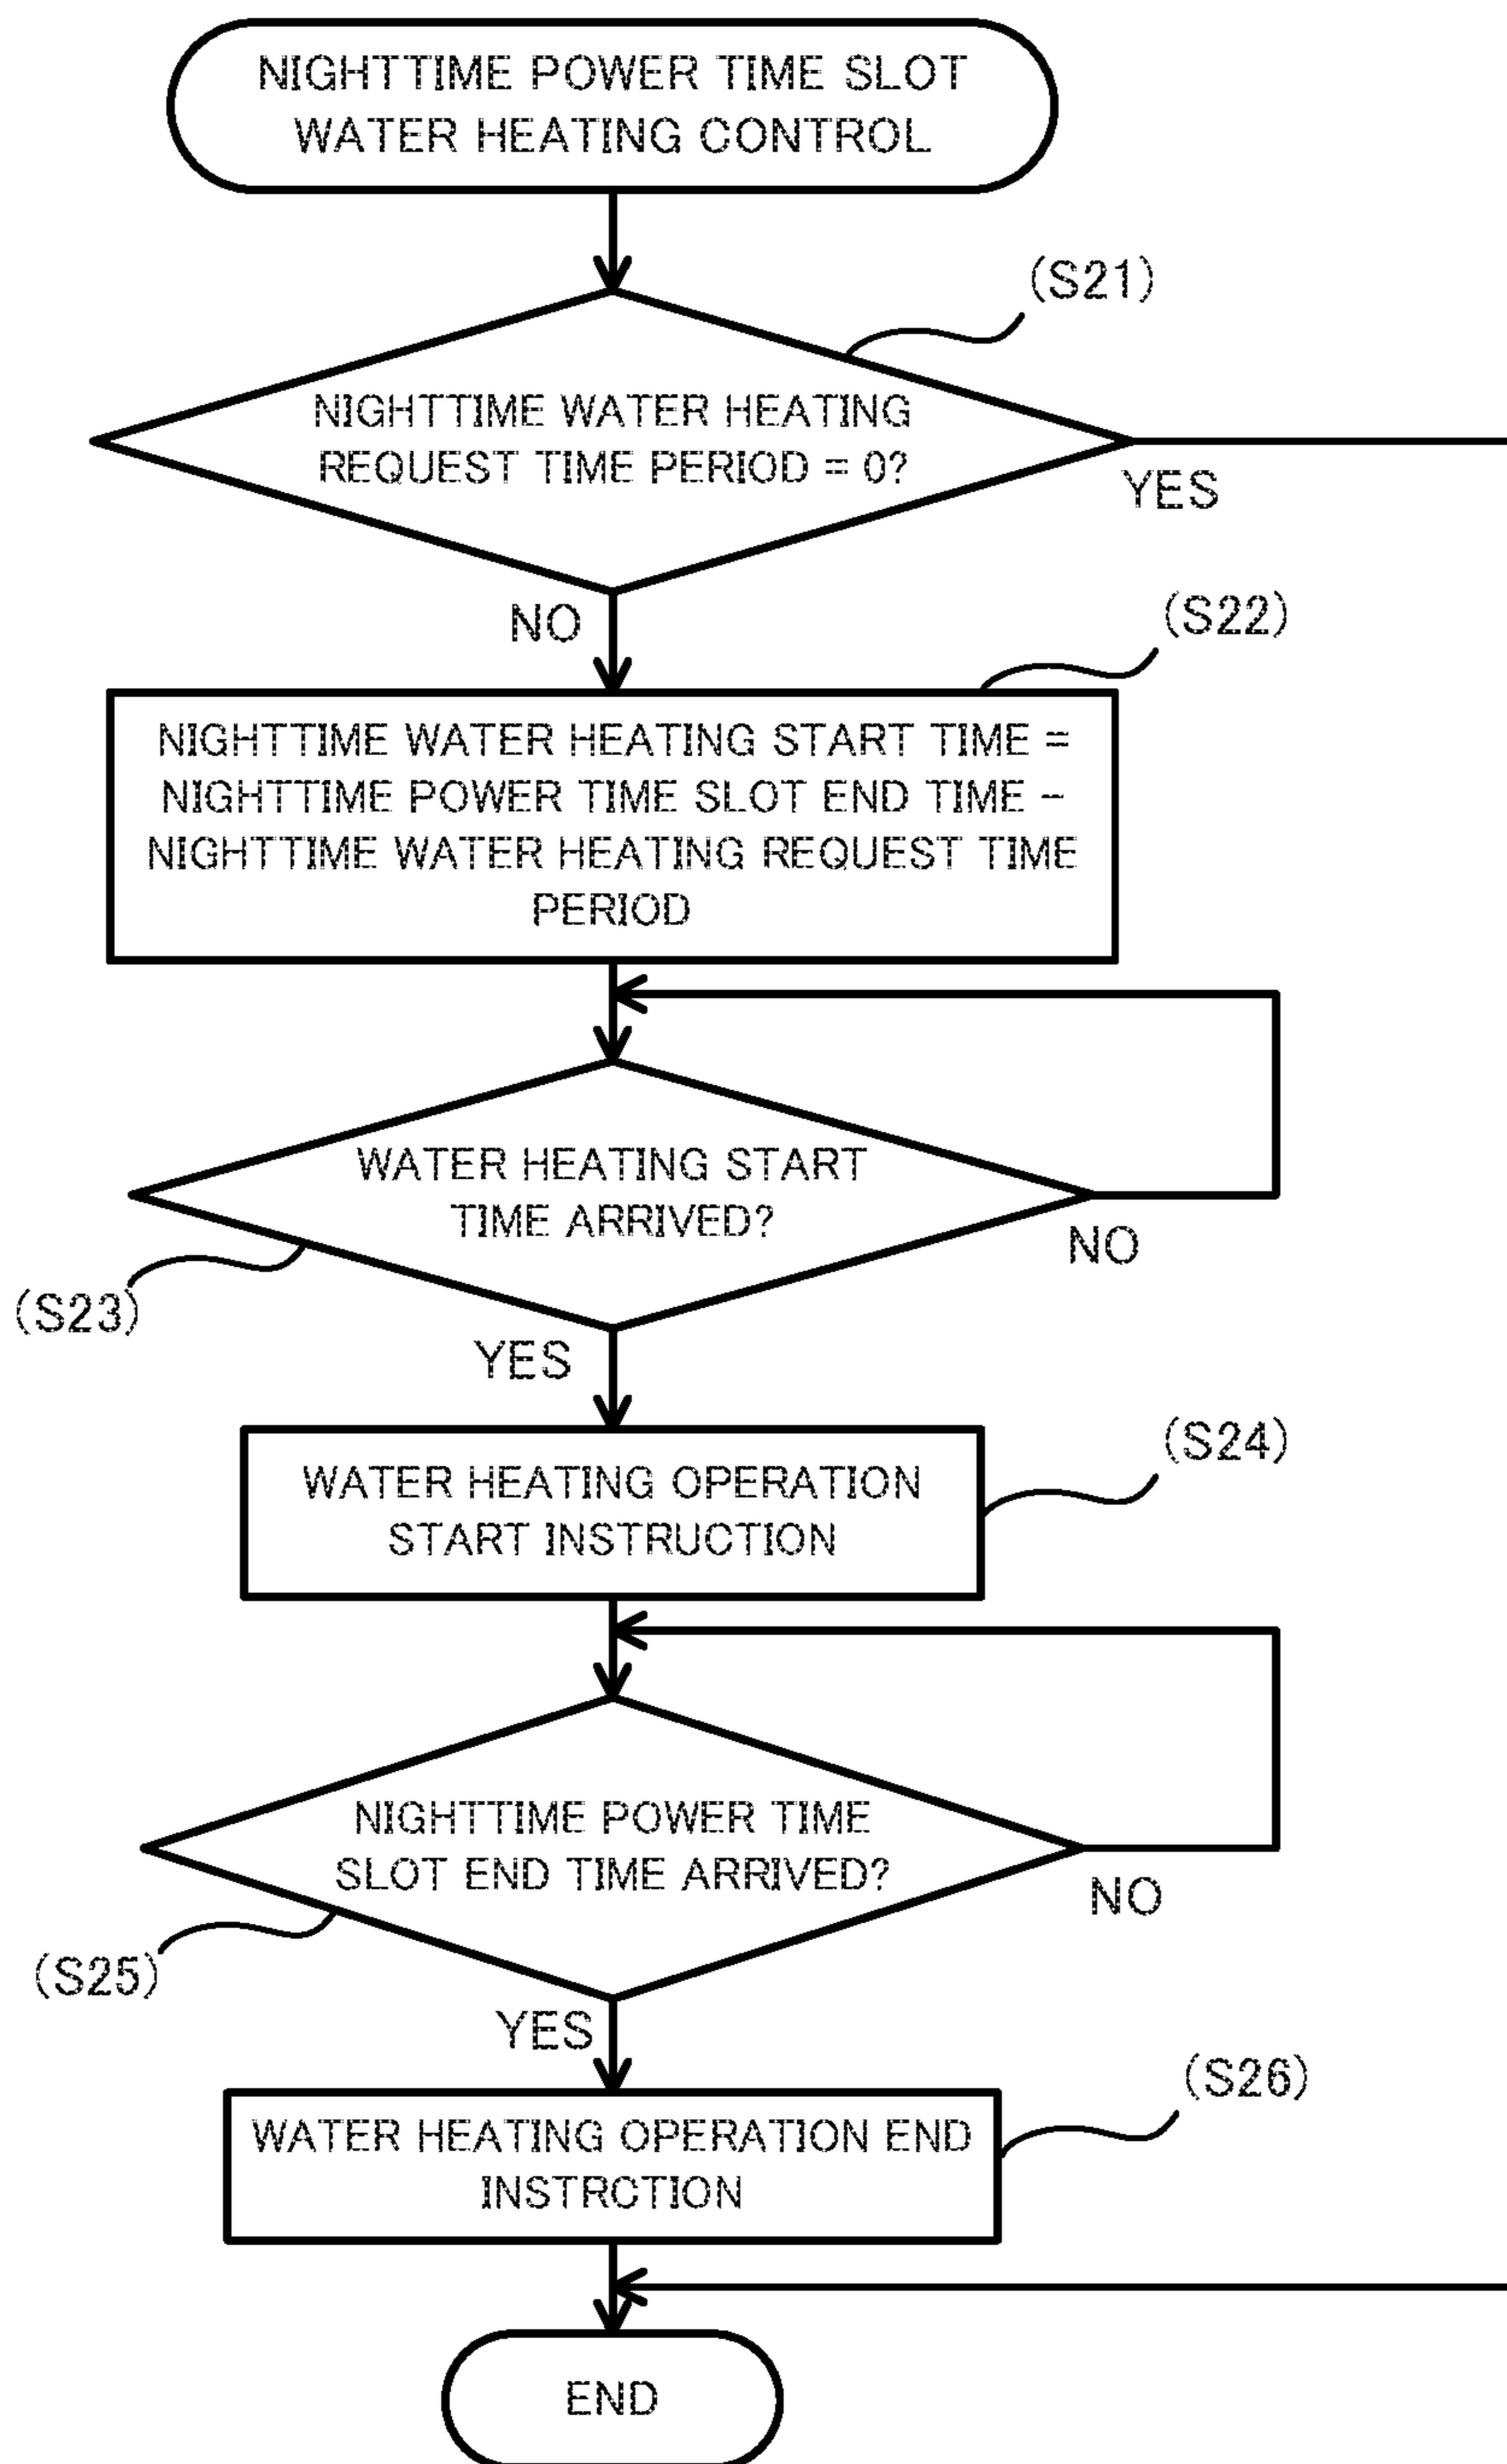 NIGHTTIME POWER TIME SLOT
WATER HEATING CONTROL
(S21)
NIGHTTIME WATER HEATING
REQUEST TIME PERIOD = 0?
YES
NO
(S22)
NIGHTTIME WATER HEATING START TIME =
NIGHTTIME POWER TIME SLOT END TIME −
NIGHTTIME WATER HEATING REQUEST TIME
PERIOD
WATER HEATING START
TIME ARRIVED?
NO
(S23)
YES
(S24)
WATER HEATING OPERATION
START INSTRUCTION
NIGHTTIME POWER TIME
SLOT END TIME ARRIVED?
NO
(S25)
YES
(S26)
WATER HEATING OPERATION END
INSTRCTION
END